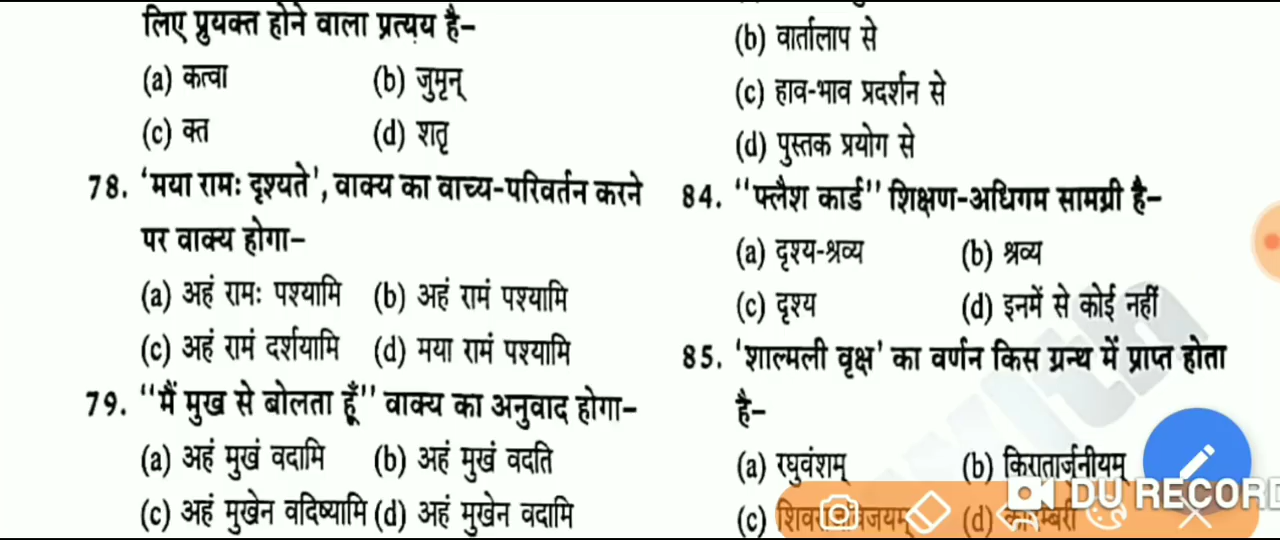 लिए प्रुयक्त होने वाला प्रत्यय है–
(a) कत्वा (b) जुमृन्
(c) क्त (d) शतृ
78. ‘मया रामः दृश्यते’, वाक्य का वाच्य-परिवर्तन करने
पर वाक्य होगा–
(a) अहं रामः पश्यामि (b) अहं रामं पश्यामि
(c) अहं रामं दर्शयामि (d) मया रामं पश्यामि
79. ‘‘मैं मुख से बोलता हूँ’’ वाक्य का अनुवाद होगा–
(a) अहं मुखं वदामि (b) अहं मुखं वदति
(c) अहं मुखेन वदिष्यामि (d) अहं मुखेन वदामि
(b) वार्तालाप से
(c) हाव-भाव प्रदर्शन से
(d) पुस्तक प्रयोग से
84. ‘‘फ्लैश कार्ड’’ शिक्षण-अधिगम सामग्री है–
(a) दृश्य-श्रव्य (b) श्रव्य
(c) दृश्य (d) इनमें से कोई नहीं
85. ‘शाल्मली वृक्ष’ का वर्णन किस ग्रन्थ में प्राप्त होता
है–
(a) रघुवंशम् (b) किरातार्जुनीयम्
(c) (d)
DU RECORD